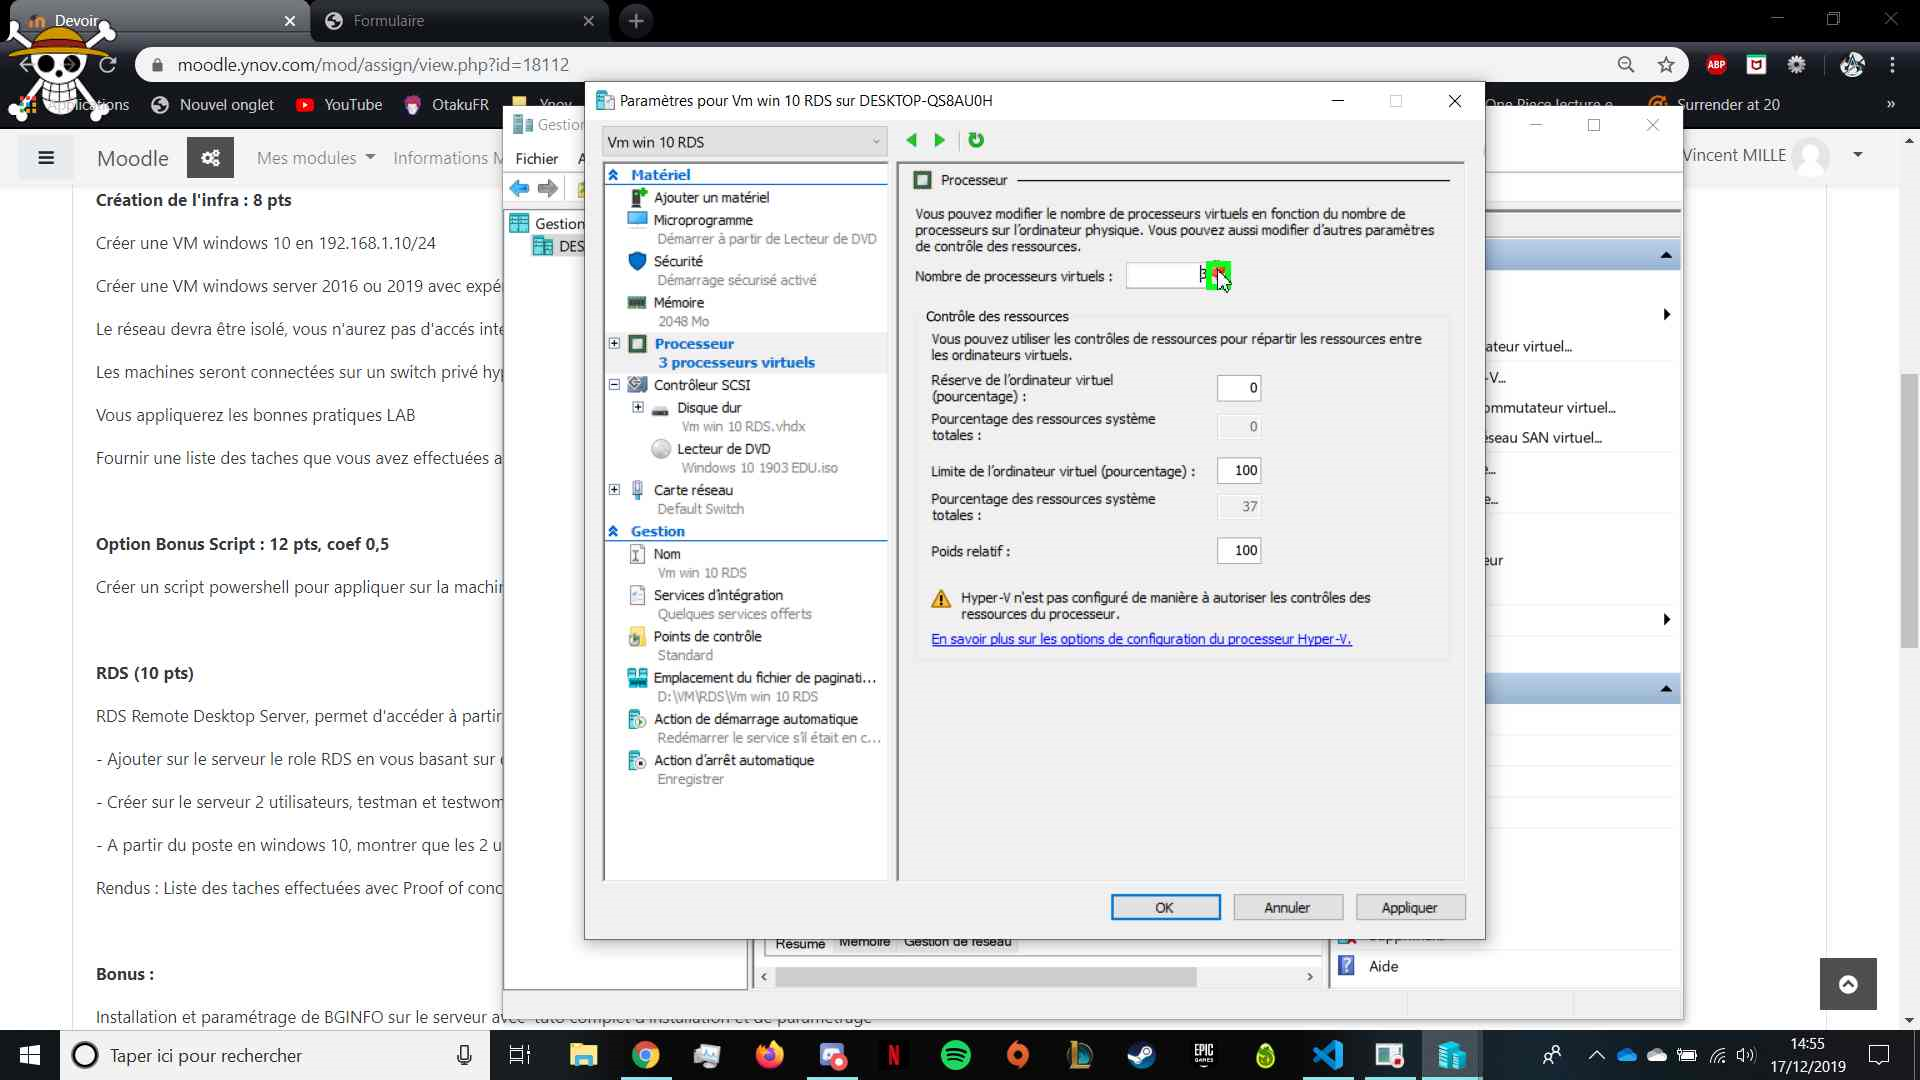 Devoir
Formulaire
moodle.ynov.com/mod/assign/view.php?id=18112
ABP
Nouvel onglet
YouTube
OtakuFR
Ynov
One Piece lecture e
Surrender at 20
»
Moodle
Mes modules
Informations
Vincent MILLE
Création de l'infra : 8 pts
Créer une VM windows 10 en 192.168.1.10/24
Créer une VM windows server 2016 ou 2019 avec expé
Le réseau devra être isolé, vous n'aurez pas d'accés inte
Les machines seront connectées sur un switch privé hyp
Vous appliquerez les bonnes pratiques LAB
Fournir une liste des taches que vous avez effectuées a
Option Bonus Script : 12 pts, coef 0,5
Créer un script powershell pour appliquer sur la machin
RDS (10 pts)
RDS Remote Desktop Server, permet d'accéder à partir
- Ajouter sur le serveur le role RDS en vous basant sur
- Créer sur le serveur 2 utilisateurs, testman et testwom
- A partir du poste en windows 10, montrer que les 2 u
Rendus : Liste des taches effectuées avec Proof of conc
Bonus :
Installation et paramétrage de BGINFO sur le serveur avec tuto complet d'installation et de paramétrage
Gestion
Fichier
A
Gestion
DES
Paramètres pour Vm win 10 RDS sur DESKTOP-QS8AU0H
Vm win 10 RDS
Matériel
Ajouter un matériel
Microprogramme
Démarrer à partir de Lecteur de DVD
Sécurité
Démarrage sécurisé activé
Mémoire
2048 Mo
Processeur
3 processeurs virtuels
Contrôleur SCSI
Disque dur
Vm win 10 RDS.vhdx
Lecteur de DVD
Windows 10 1903 EDU.iso
Carte réseau
Default Switch
Gestion
Nom
Vm win 10 RDS
Services d'intégration
Quelques services offerts
Points de contrôle
Standard
Emplacement du fichier de paginati...
D:\VM\RDS\Vm win 10 RDS
Action de démarrage automatique
Redémarrer le service s'il était en c...
Action d'arrêt automatique
Enregistrer
Processeur
Vous pouvez modifier le nombre de processeurs virtuels en fonction du nombre de
processeurs sur l'ordinateur physique. Vous pouvez aussi modifier d'autres paramètres
de contrôle des ressources.
Nombre de processeurs virtuels : 3
Contrôle des ressources
Vous pouvez utiliser les contrôles de ressources pour répartir les ressources entre
les ordinateurs virtuels.
Réserve de l'ordinateur virtuel
(pourcentage) : 0
Pourcentage des ressources système
totales : 0
Limite de l'ordinateur virtuel (pourcentage) : 100
Pourcentage des ressources système
totales : 37
Poids relatif : 100
Hyper-V n'est pas configuré de manière à autoriser les contrôles des
ressources du processeur.
En savoir plus sur les options de configuration du processeur Hyper-V.
OK
Annuler
Appliquer
ateur virtuel...
-V...
ommutateur virtuel...
éseau SAN virtuel...
e...
e...
eur
Résumé
Mémoire
Gestion de réseau
Aide
Taper ici pour rechercher
EPIC
GAMES
14:55
17/12/2019